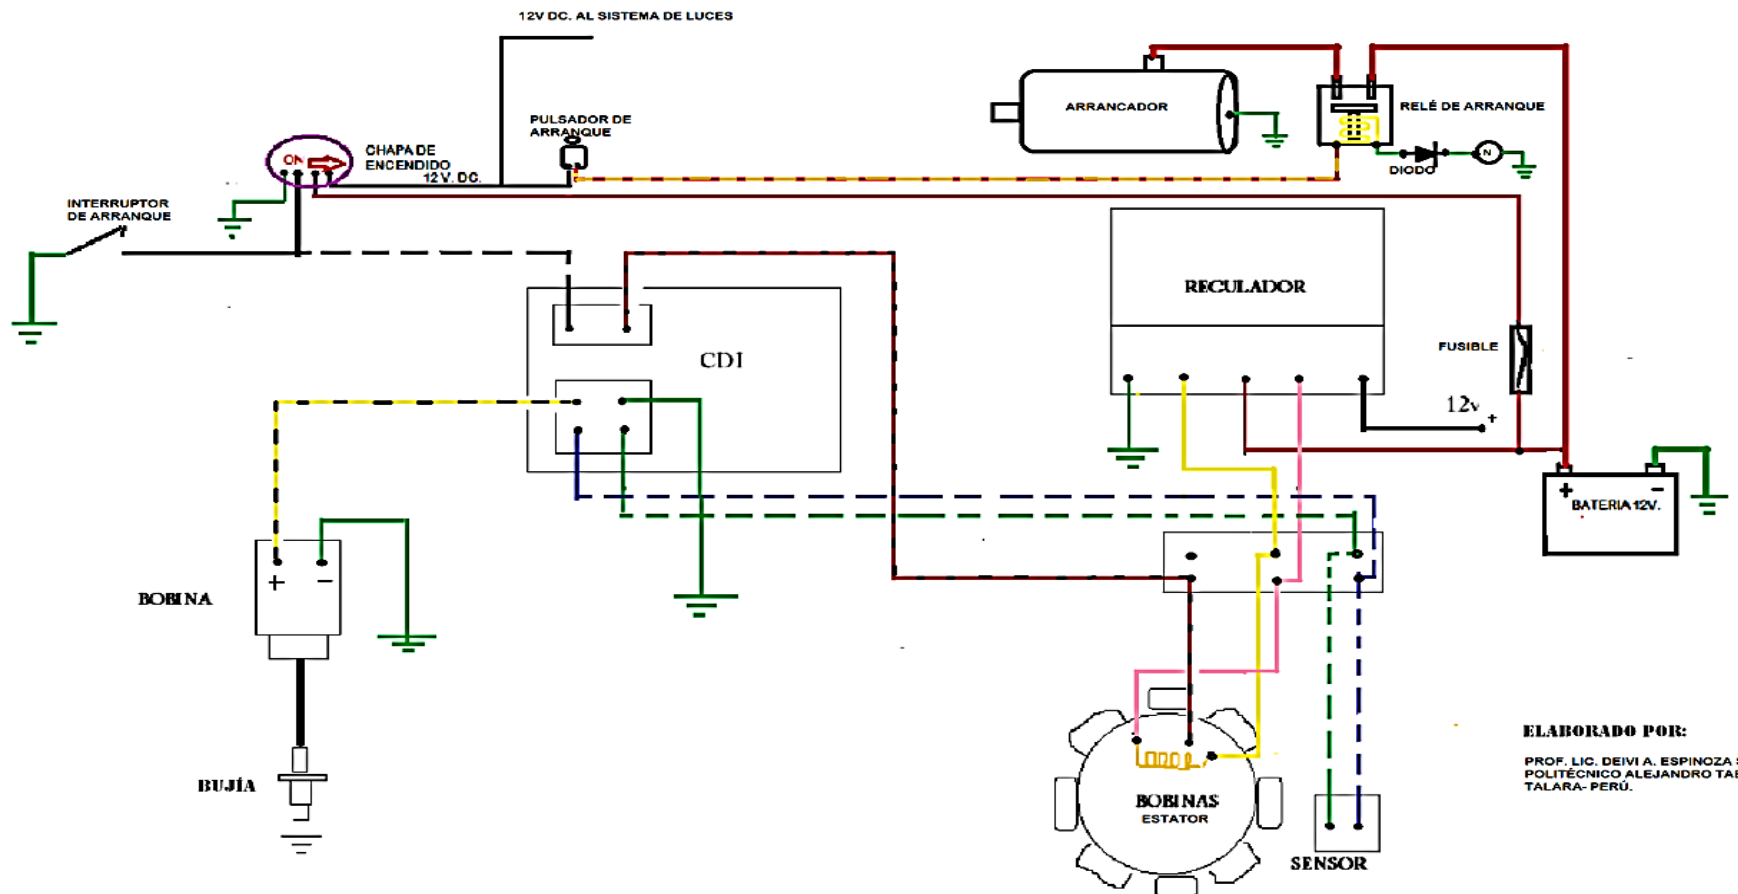 12V DC. AL SISTEMA DE LUCES
ARRANCADOR
RELÉ DE ARRANQUE
PULSADOR DE
ARRANQUE
ON
CHAPA DE
ENCENDIDO
12 V. DC.
N
DIODO
INTERRUPTOR
DE ARRANQUE
REGULADOR
FUSIBLE
CDI
12v +
+ -
BATERIA 12V.
+ -
BOBINA
BUJÍA
BOBINAS
ESTATOR
SENSOR
ELABORADO POR:
PROF. LIC. DEIVI A. ESPINOZA
POLITÉCNICO ALEJANDRO
TALARA- PERÚ.